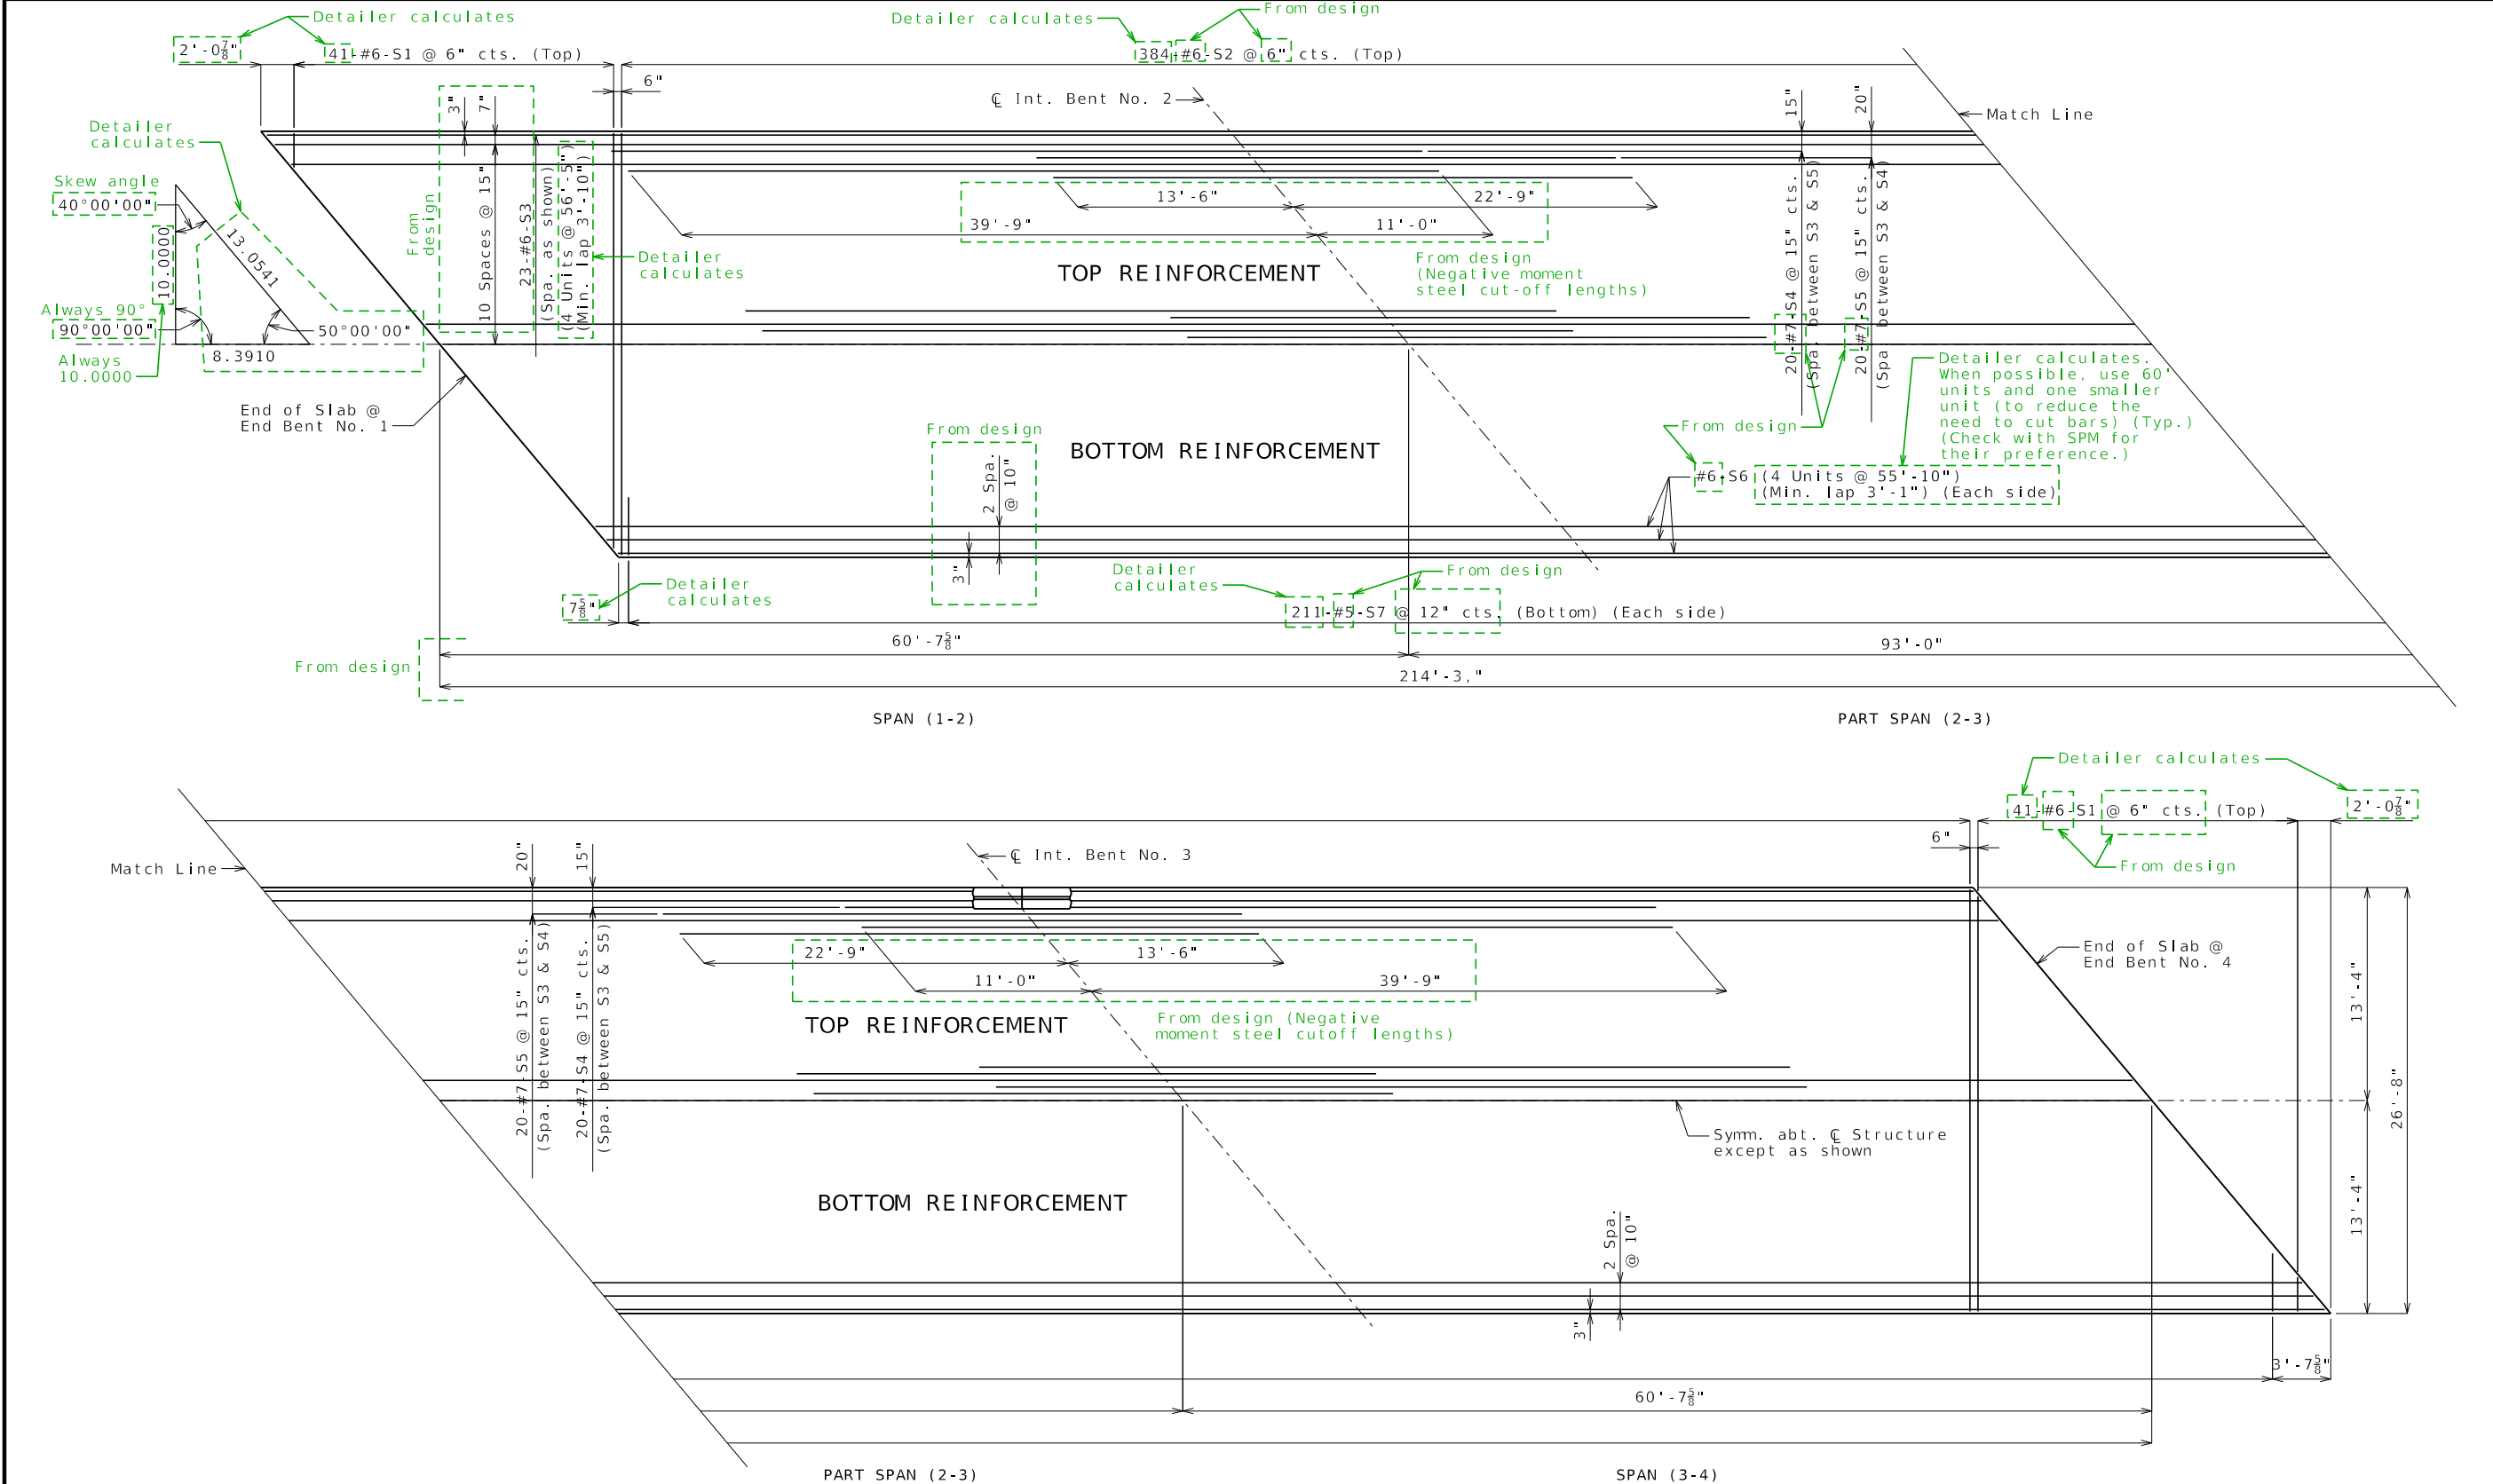 Detailer calculates
2'-0⅞"
41-#6-S1 @ 6" cts. (Top)
Detailer calculates
From design
384-#6-S2 @ 6" cts. (Top)
6"
℄ Int. Bent No. 2
Match Line
3"
7"
15"
20"
Detailer
calculates
Skew angle
40°00'00"
10.0000
13.0541
Always 90°
90°00'00"
50°00'00"
8.3910
Always
10.0000
From
design
10 Spaces @ 15"
23-#6-S3
(Spa. as shown)
(4 Units @ 56'-5")
(Min. lap 3'-10")
Detailer
calculates
13'-6"
22'-9"
39'-9"
11'-0"
TOP REINFORCEMENT
From design
(Negative moment
steel cut-off lengths)
20-#7-S4 @ 15" cts.
(Spa. between S3 & S5)
20-#7-S5 @ 15" cts.
(Spa. between S3 & S4)
End of Slab @
End Bent No. 1
Detailer calculates.
When possible, use 60'
units and one smaller
unit (to reduce the
need to cut bars) (Typ.)
(Check with SPM for
their preference.)
From design
From design
BOTTOM REINFORCEMENT
2 Spa.
@ 10"
3"
#6-S6 (4 Units @ 55'-10")
(Min. lap 3'-1") (Each side)
Detailer
calculates
7⅝"
Detailer
calculates
From design
211-#5-S7 @ 12" cts. (Bottom) (Each side)
60'-7⅝"
93'-0"
From design
214'-3,"
SPAN (1-2)
PART SPAN (2-3)
Detailer calculates
41-#6-S1 @ 6" cts. (Top)
2'-0⅞"
6"
From design
Match Line
℄ Int. Bent No. 3
20"
15"
20-#7-S5 @ 15" cts.
(Spa. between S3 & S4)
20-#7-S4 @ 15" cts.
(Spa. between S3 & S5)
22'-9"
13'-6"
11'-0"
39'-9"
TOP REINFORCEMENT
From design (Negative
moment steel cutoff lengths)
End of Slab @
End Bent No. 4
13'-4"
26'-8"
13'-4"
Symm. abt. ℄ Structure
except as shown
BOTTOM REINFORCEMENT
2 Spa.
@ 10"
3"
3'-7⅝"
60'-7⅝"
PART SPAN (2-3)
SPAN (3-4)